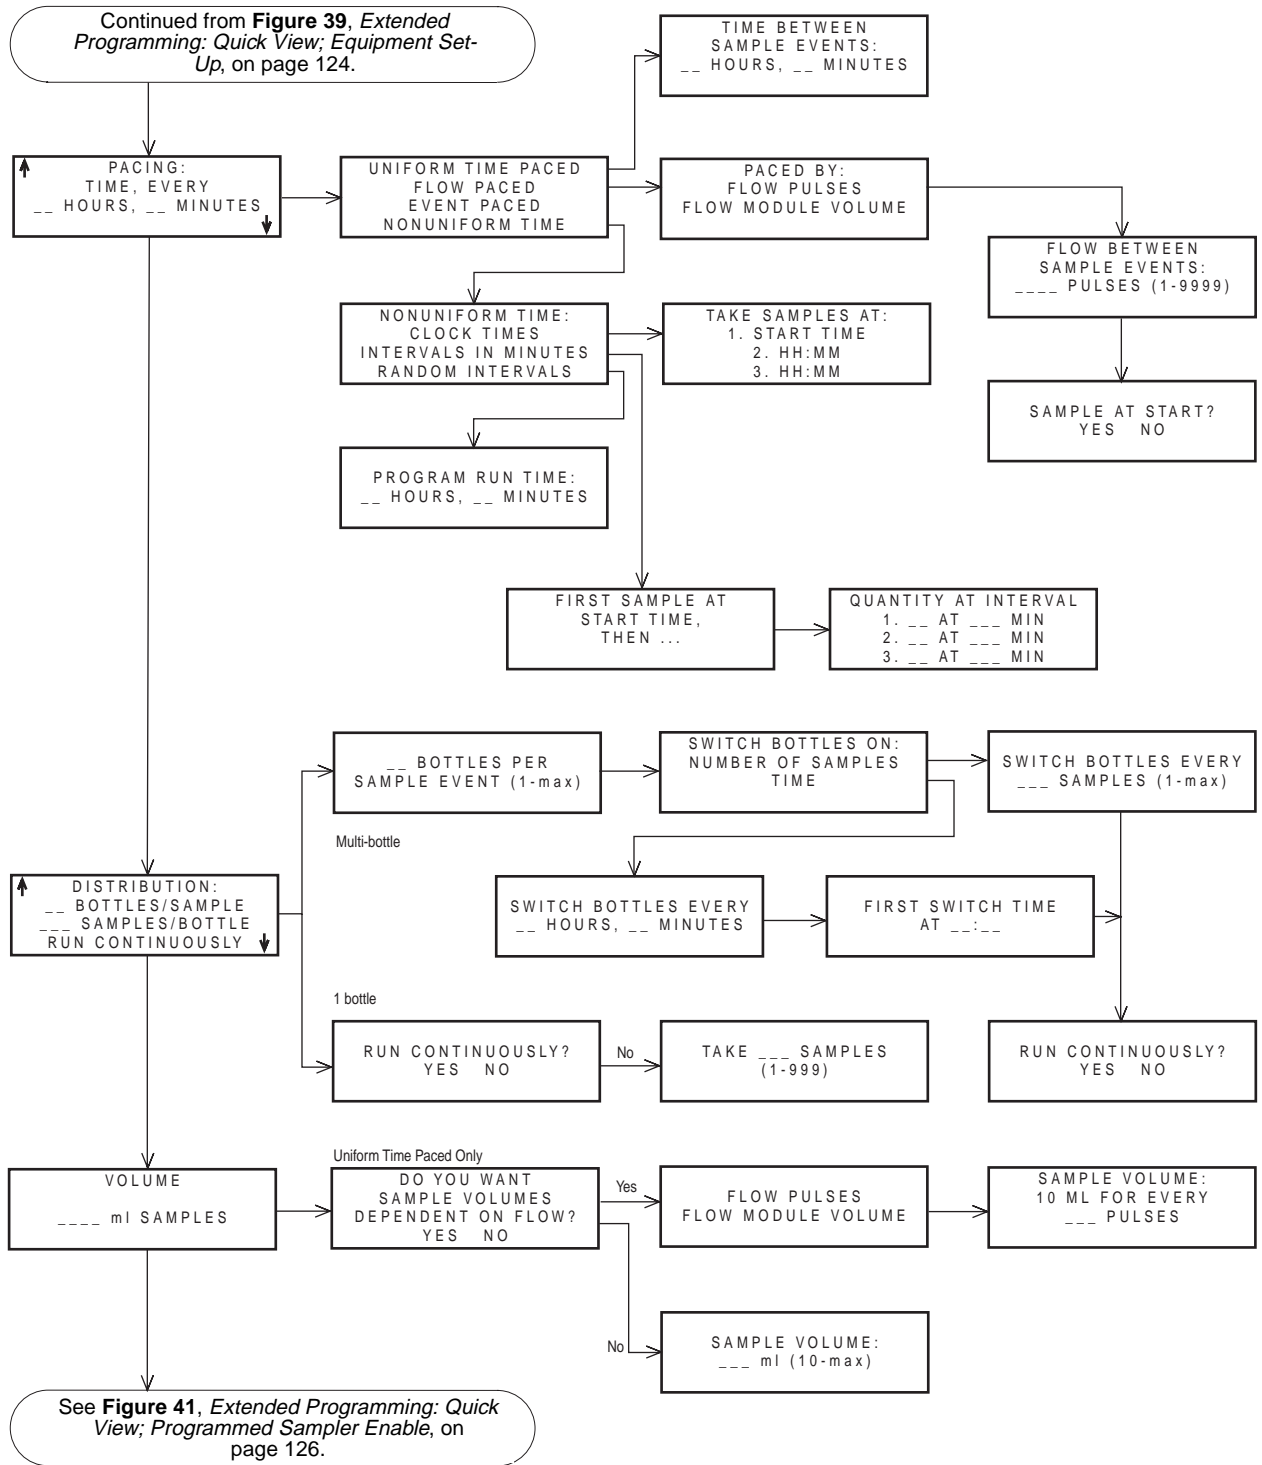 Continued from Figure 39, Extended
Programming: Quick View; Equipment Set-
Up, on page 124.
TIME BETWEEN
SAMPLE EVENTS:
__ HOURS, __ MINUTES
PACING:
TIME, EVERY
__ HOURS, __ MINUTES
UNIFORM TIME PACED
FLOW PACED
EVENT PACED
NONUNIFORM TIME
PACED BY:
FLOW PULSES
FLOW MODULE VOLUME
FLOW BETWEEN
SAMPLE EVENTS:
____ PULSES (1-9999)
NONUNIFORM TIME:
CLOCK TIMES
INTERVALS IN MINUTES
RANDOM INTERVALS
TAKE SAMPLES AT:
1. START TIME
2. HH:MM
3. HH:MM
SAMPLE AT START?
YES NO
PROGRAM RUN TIME:
__ HOURS, __ MINUTES
FIRST SAMPLE AT
START TIME,
THEN ...
QUANTITY AT INTERVAL
1. __ AT ___ MIN
2. __ AT ___ MIN
3. __ AT ___ MIN
__ BOTTLES PER
SAMPLE EVENT (1-max)
SWITCH BOTTLES ON:
NUMBER OF SAMPLES
TIME
SWITCH BOTTLES EVERY
___ SAMPLES (1-max)
Multi-bottle
DISTRIBUTION:
__ BOTTLES/SAMPLE
___ SAMPLES/BOTTLE
RUN CONTINUOUSLY
SWITCH BOTTLES EVERY
__ HOURS, __ MINUTES
FIRST SWITCH TIME
AT __:__
1 bottle
RUN CONTINUOUSLY?
YES NO
No
TAKE ___ SAMPLES
(1-999)
RUN CONTINUOUSLY?
YES NO
Uniform Time Paced Only
VOLUME
____ ml SAMPLES
DO YOU WANT
SAMPLE VOLUMES
DEPENDENT ON FLOW?
YES NO
Yes
FLOW PULSES
FLOW MODULE VOLUME
SAMPLE VOLUME:
10 ML FOR EVERY
___ PULSES
No
SAMPLE VOLUME:
___ ml (10-max)
See Figure 41, Extended Programming: Quick
View; Programmed Sampler Enable, on
page 126.